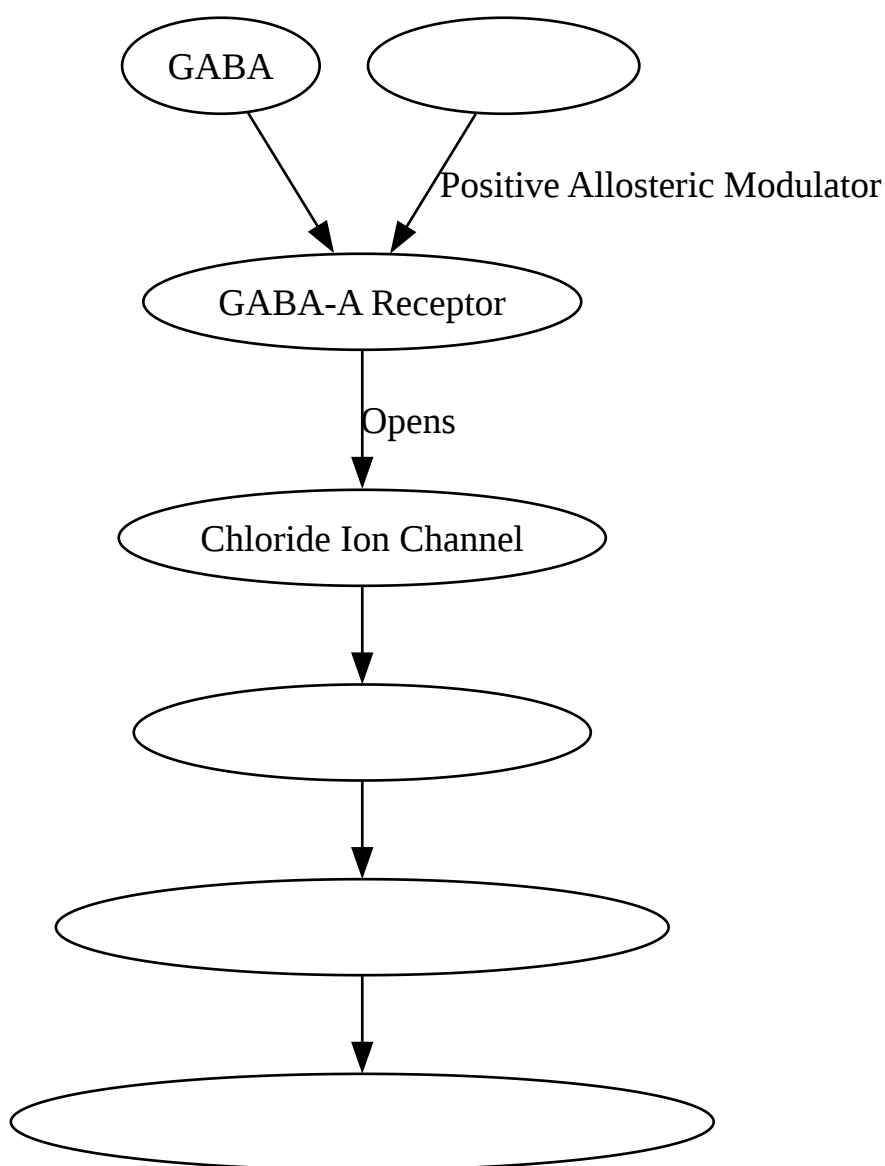 GABA
Positive Allosteric Modulator
GABA-A Receptor
Opens
Chloride Ion Channel